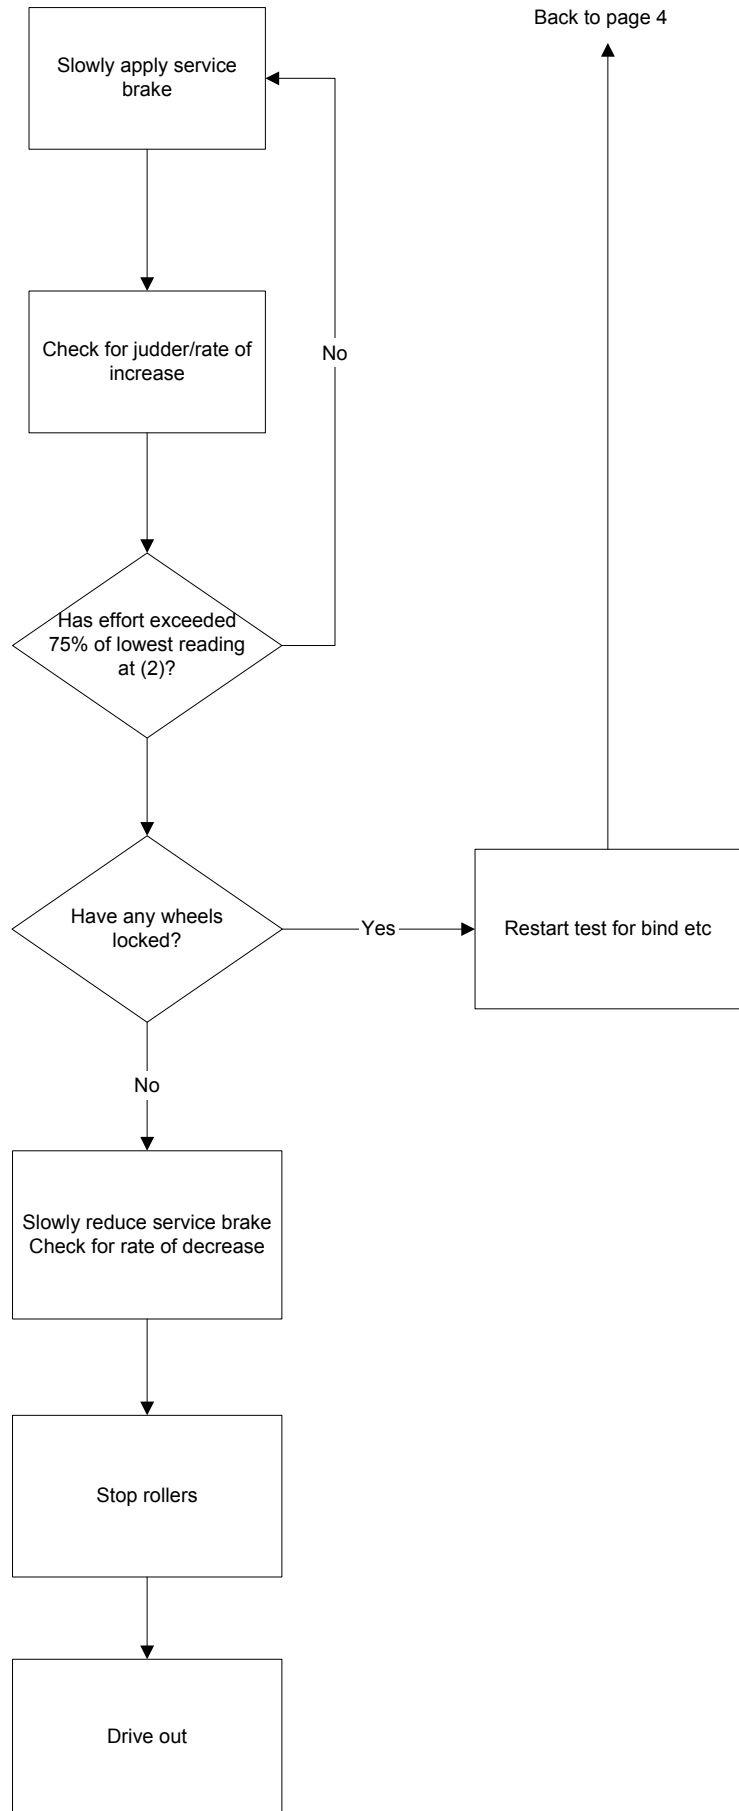 Back to page 4
Slowly apply service
brake
Check for judder/rate of
increase
No
Has effort exceeded
75% of lowest reading
at (2)?
Have any wheels
locked?
Yes
Restart test for bind etc
No
Slowly reduce service brake
Check for rate of decrease
Stop rollers
Drive out